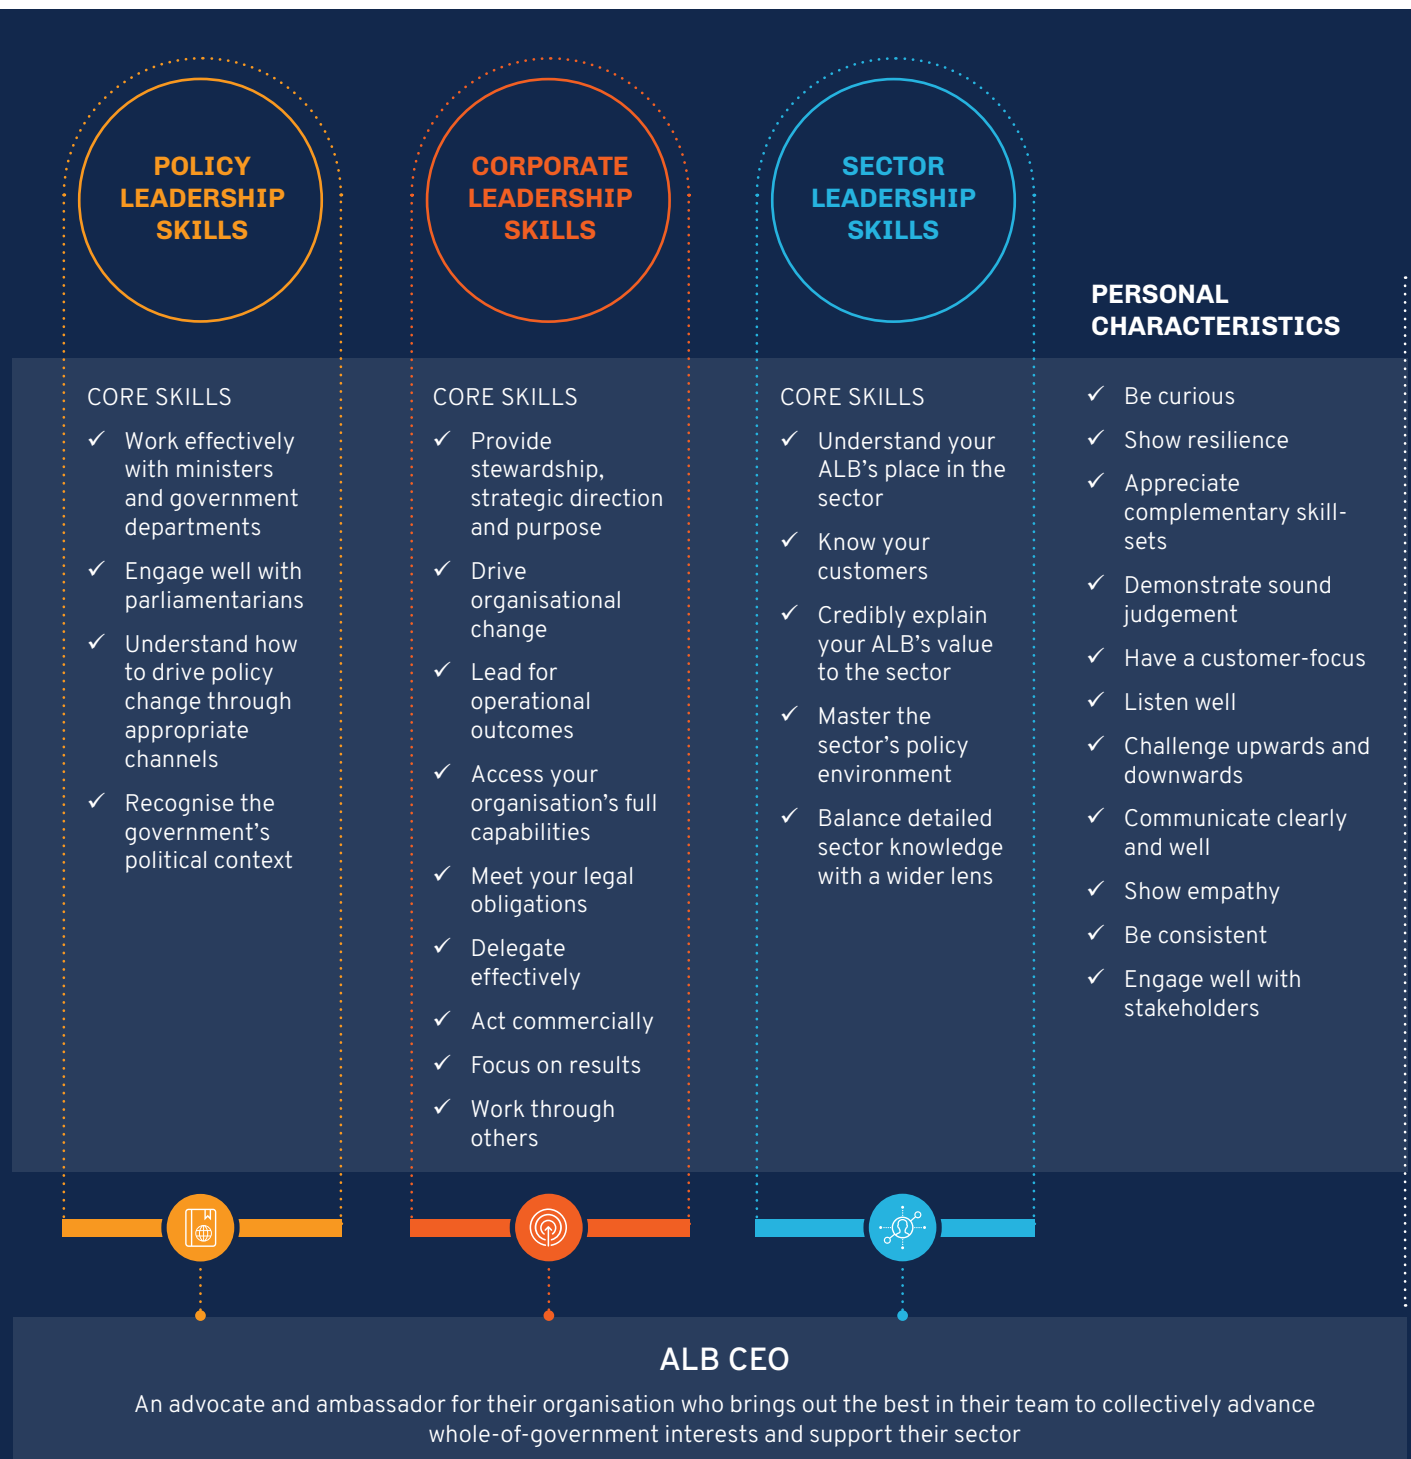 POLICY
LEADERSHIP
SKILLS
CORE SKILLS
✓ Work effectively
with ministers
and government
departments
✓ Engage well with
parliamentarians
✓ Understand how
to drive policy
change through
appropriate
channels
✓ Recognise the
government's
political context
CORPORATE
LEADERSHIP
SKILLS
CORE SKILLS
✓ Provide
stewardship,
strategic direction
and purpose
✓ Drive
organisational
change
✓ Lead for
operational
outcomes
✓ Access your
organisation's full
capabilities
✓ Meet your legal
obligations
✓ Delegate
effectively
✓ Act commercially
✓ Focus on results
✓ Work through
others
SECTOR
LEADERSHIP
SKILLS
CORE SKILLS
✓ Understand your
ALB's place in the
sector
✓ Know your
customers
✓ Credibly explain
your ALB's value
to the sector
✓ Master the
sector's policy
environment
✓ Balance detailed
sector knowledge
with a wider lens
PERSONAL
CHARACTERISTICS
✓ Be curious
✓ Show resilience
✓ Appreciate
complementary skill-
sets
✓ Demonstrate sound
judgement
✓ Have a customer-focus
✓ Listen well
✓ Challenge upwards and
downwards
✓ Communicate clearly
and well
✓ Show empathy
✓ Be consistent
✓ Engage well with
stakeholders
ALB CEO
An advocate and ambassador for their organisation who brings out the best in their team to collectively advance
whole-of-government interests and support their sector